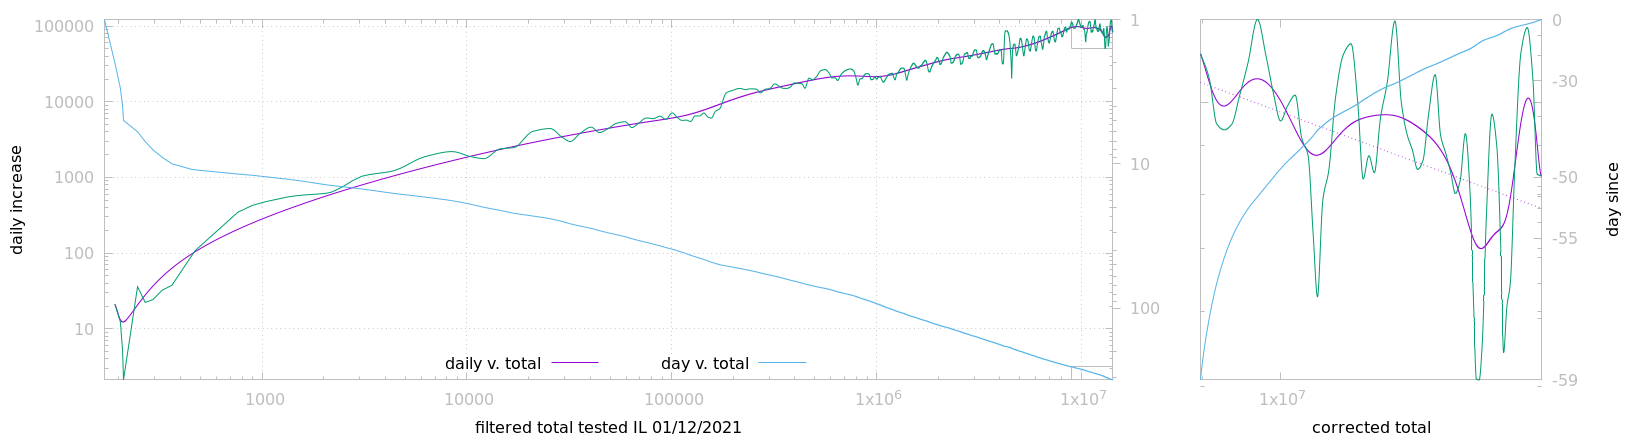 100000
10000
1000
100
10
daily increase
1
10
100
daily v. total
day v. total
1000
10000
100000
1x10^6
1x10^7
filtered total tested IL 01/12/2021
0
-30
-50
-55
-59
day since
1x10^7
corrected total